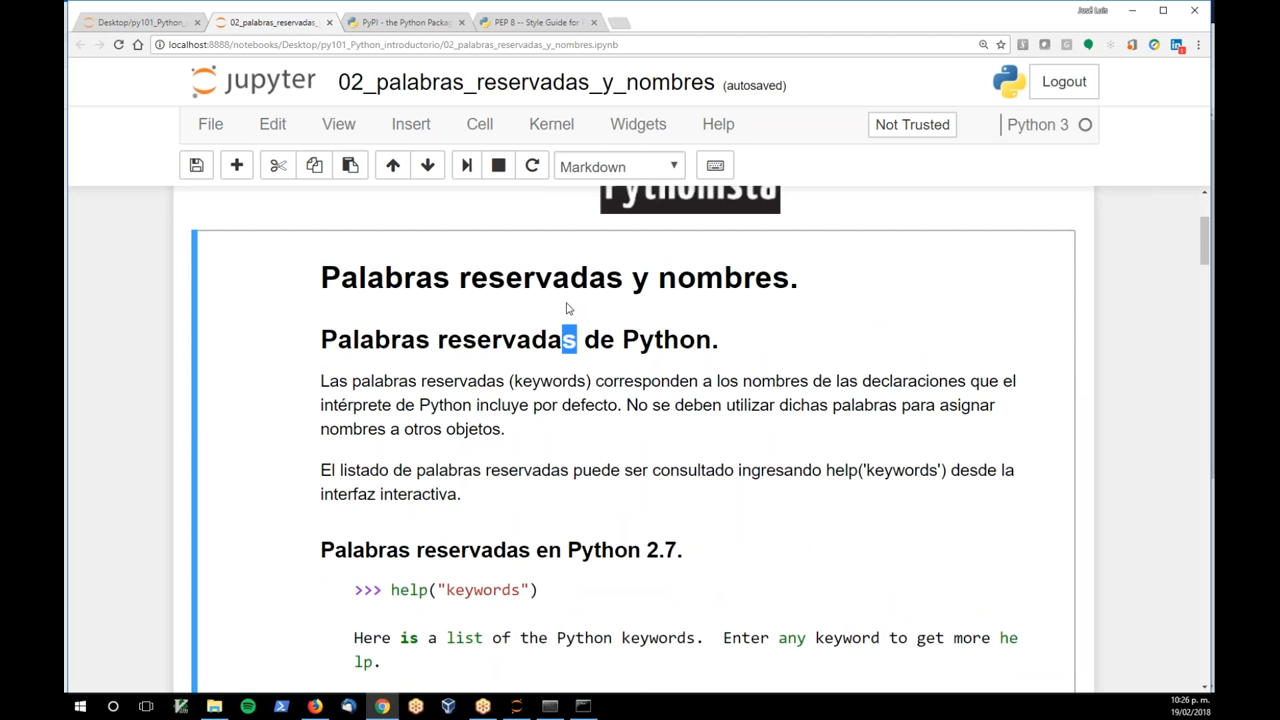 José Luis
Desktop/py101_Python_
02_palabras_reservadas_
PyPI - the Python Packag
PEP 8 -- Style Guide for
localhost:8888/notebooks/Desktop/py101_Python_introductorio/02_palabras_reservadas_y_nombres.ipynb
jupyter 02_palabras_reservadas_y_nombres (autosaved) Logout
File Edit View Insert Cell Kernel Widgets Help Not Trusted Python 3
Markdown
Pythonista
Palabras reservadas y nombres.
Palabras reservadas de Python.
Las palabras reservadas (keywords) corresponden a los nombres de las declaraciones que el
intérprete de Python incluye por defecto. No se deben utilizar dichas palabras para asignar
nombres a otros objetos.
El listado de palabras reservadas puede ser consultado ingresando help('keywords') desde la
interfaz interactiva.
Palabras reservadas en Python 2.7.
>>> help("keywords")
Here is a list of the Python keywords. Enter any keyword to get more he
lp.
10:26 p. m.
19/02/2018